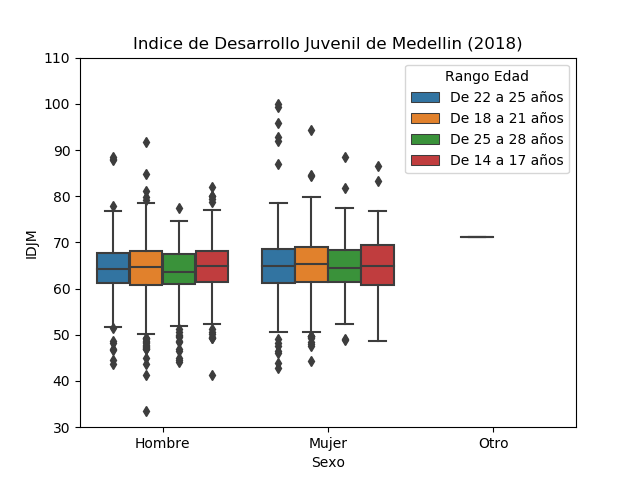 Indice de Desarrollo Juvenil de Medellin (2018)
110
100
90
80
70
60
50
40
30
IDJM
Rango Edad
De 22 a 25 años
De 18 a 21 años
De 25 a 28 años
De 14 a 17 años
Hombre
Mujer
Otro
Sexo